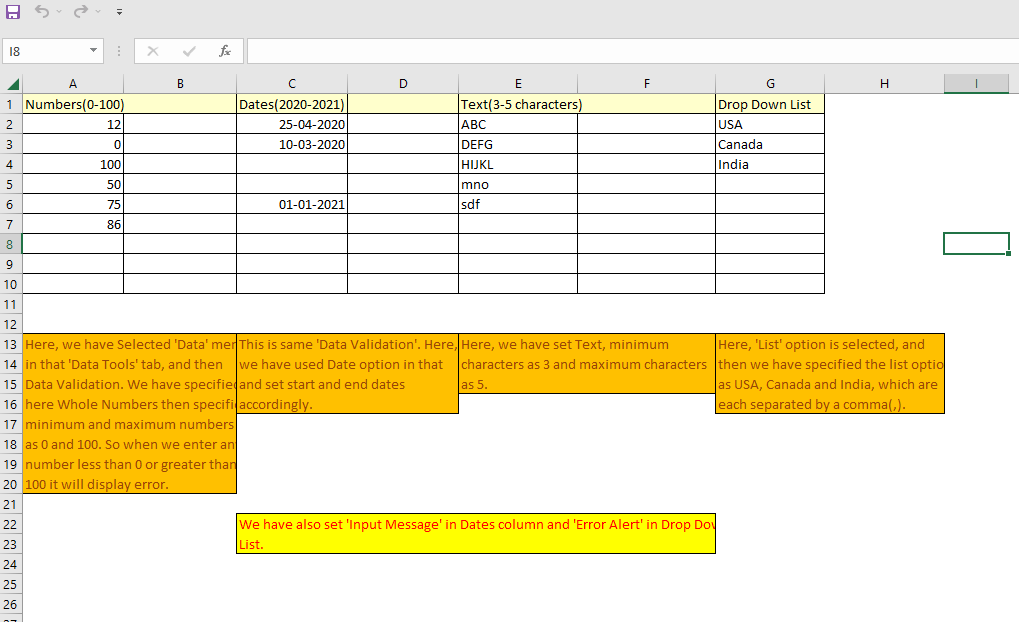 I8
fx
A B C D E F G H I
1 Numbers(0-100) Dates(2020-2021) Text(3-5 characters) Drop Down List
2 12 25-04-2020 ABC USA
3 0 10-03-2020 DEFG Canada
4 100 HIJKL India
5 50 mno
6 75 01-01-2021 sdf
7 86
8
9
10
11
12
13 Here, we have Selected 'Data' mer This is same 'Data Validation'. Here, Here, we have set Text, minimum Here, 'List' option is selected, and
14 in that 'Data Tools' tab, and then we have used Date option in that characters as 3 and maximum characters then we have specified the list optio
15 Data Validation. We have specified and set start and end dates as 5. as USA, Canada and India, which are
16 here Whole Numbers then specifi accordingly. each separated by a comma(,).
17 minimum and maximum numbers
18 as 0 and 100. So when we enter an
19 number less than 0 or greater than
20 100 it will display error.
21
22 We have also set 'Input Message' in Dates column and 'Error Alert' in Drop Dov
23 List.
24
25
26